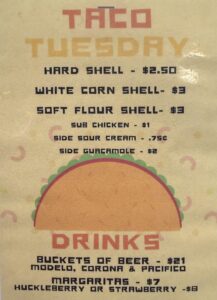 TACO
TUESDAY
HARD SHELL - $2.50
WHITE CORN SHELL- $3
SOFT FLOUR SHELL- $3
SUB CHICKEN - $1
SIDE SOUR CREAM - .75¢
SIDE GUACAMOLE - $2
DRINKS
BUCKETS OF BEER - $21
MODELO, CORONA & PACIFICO
MARGARITAS - $7
HUCKLEBERRY OR STRAWBERRY -$8